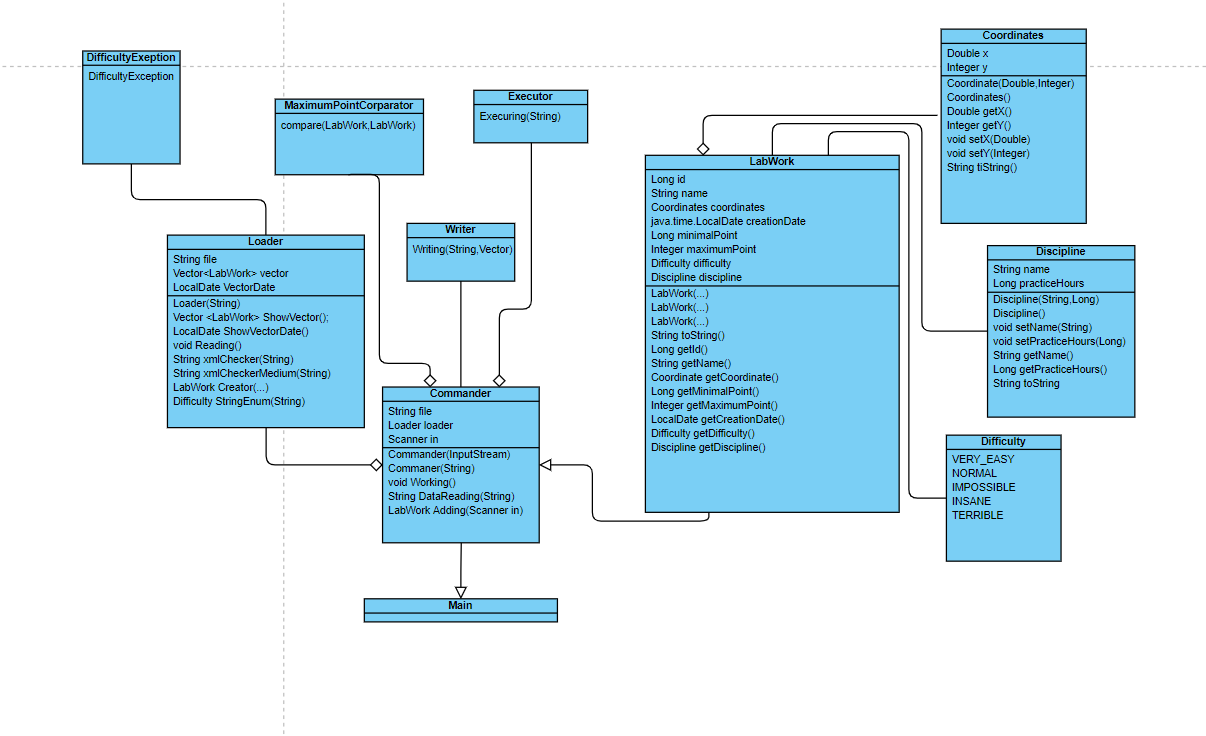 DifficultyExeption
DifficultyException
MaximumPointCorparator
compare(LabWork,LabWork)
Executor
Execuring(String)
Writer
Writing(String,Vector)
Loader
String file
Vector<LabWork> vector
LocalDate VectorDate
Loader(String)
Vector <LabWork> ShowVector();
LocalDate ShowVectorDate()
void Reading()
String xmlChecker(String)
String xmlCheckerMedium(String)
LabWork Creator(...)
Difficulty StringEnum(String)
Commander
String file
Loader loader
Scanner in
Commander(InputStream)
Commaner(String)
void Working()
String DataReading(String)
LabWork Adding(Scanner in)
Main
LabWork
Long id
String name
Coordinates coordinates
java.time.LocalDate creationDate
Long minimalPoint
Integer maximumPoint
Difficulty difficulty
Discipline discipline
LabWork(...)
LabWork(...)
LabWork(...)
String toString()
Long getId()
String getName()
Coordinate getCoordinate()
Long getMinimalPoint()
Integer getMaximumPoint()
LocalDate getCreationDate()
Difficulty getDifficulty()
Discipline getDiscipline()
Coordinates
Double x
Integer y
Coordinate(Double,Integer)
Coordinates()
Double getX()
Integer getY()
void setX(Double)
void setY(Integer)
String tiString()
Discipline
String name
Long practiceHours
Discipline(String,Long)
Discipline()
void setName(String)
void setPracticeHours(Long)
String getName()
Long getPracticeHours()
String toString
Difficulty
VERY_EASY
NORMAL
IMPOSSIBLE
INSANE
TERRIBLE